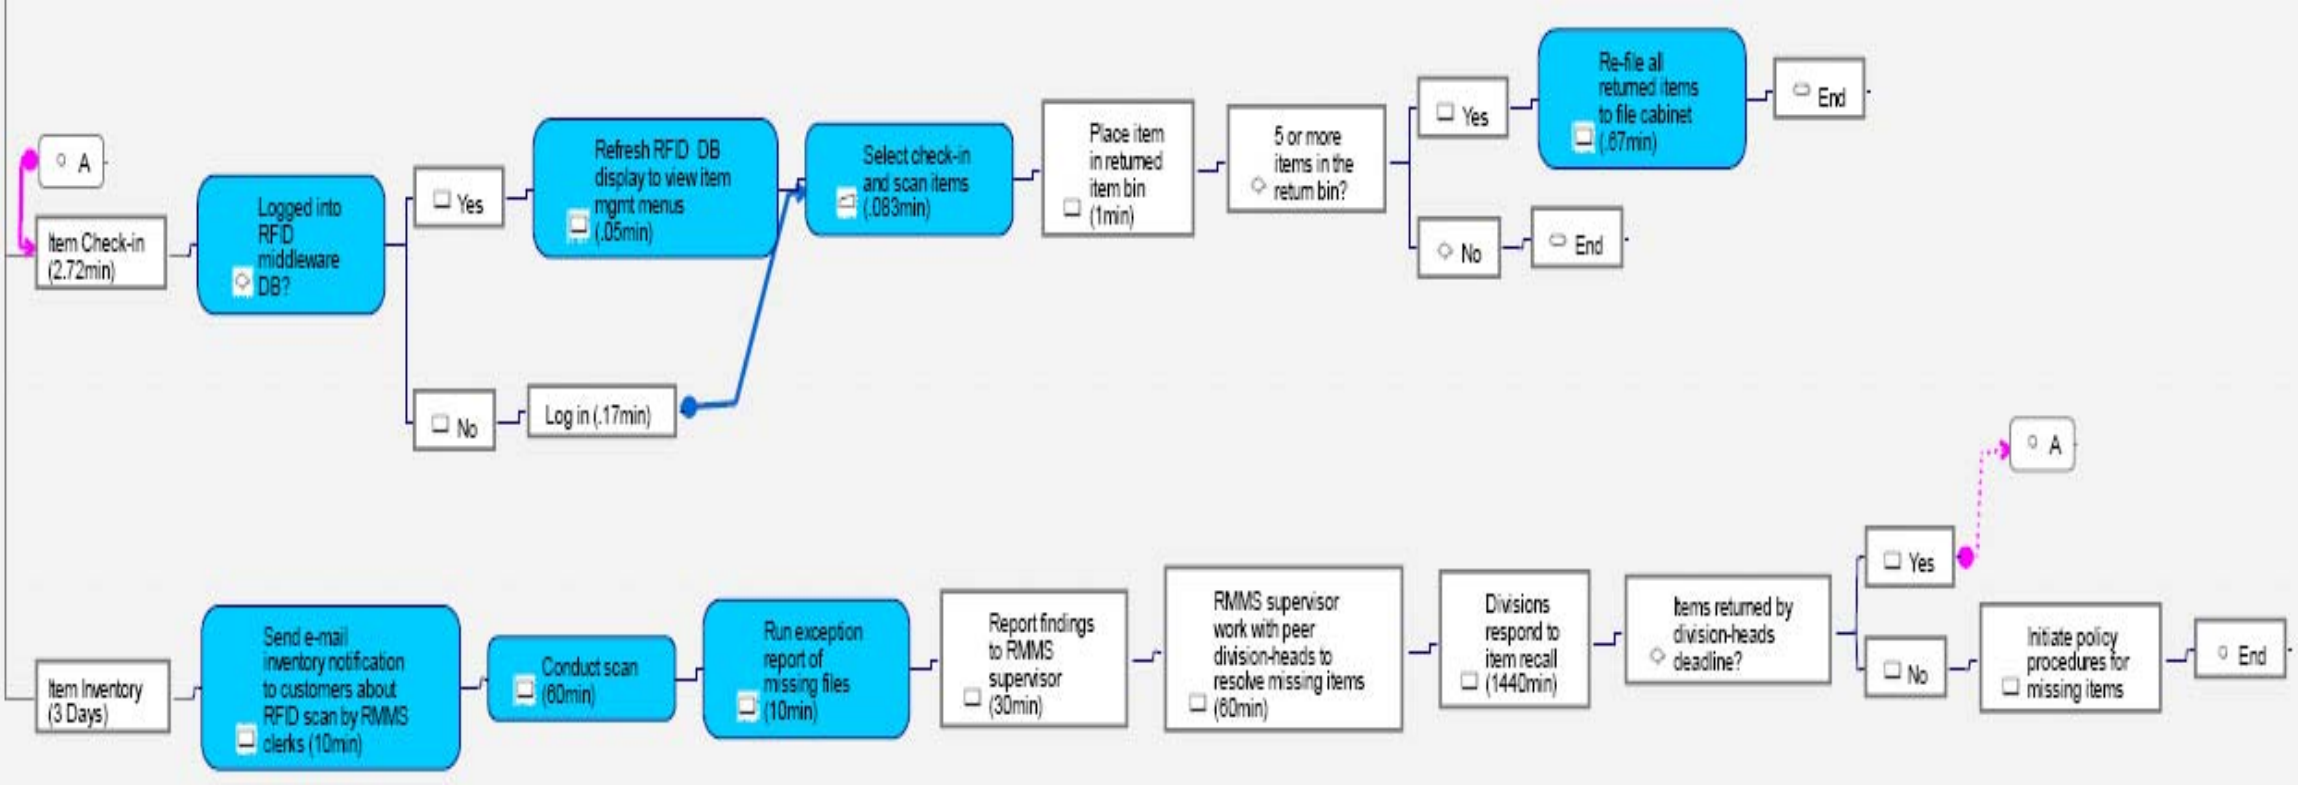 A
Item Check-in
(2.72min)
Logged into
RFID
middleware
DB?
Yes
Refresh RFID DB
display to view item
mgmt menus
(.05min)
Select check-in
and scan items
(.083min)
Place item
in returned
item bin
(1min)
5 or more
items in the
return bin?
Yes
Re-file all
returned items
to file cabinet
(.67min)
End
No
End
No
Log in (.17min)
A
Item Inventory
(3 Days)
Send e-mail
inventory notification
to customers about
RFID scan by RMMS
clerks (10min)
Conduct scan
(60min)
Run exception
report of
missing files
(10min)
Report findings
to RMMS
supervisor
(30min)
RMMS supervisor
work with peer
division-heads to
resolve missing items
(60min)
Divisions
respond to
item recall
(1440min)
Items returned by
division-heads
deadline?
Yes
No
Initiate policy
procedures for
missing items
End